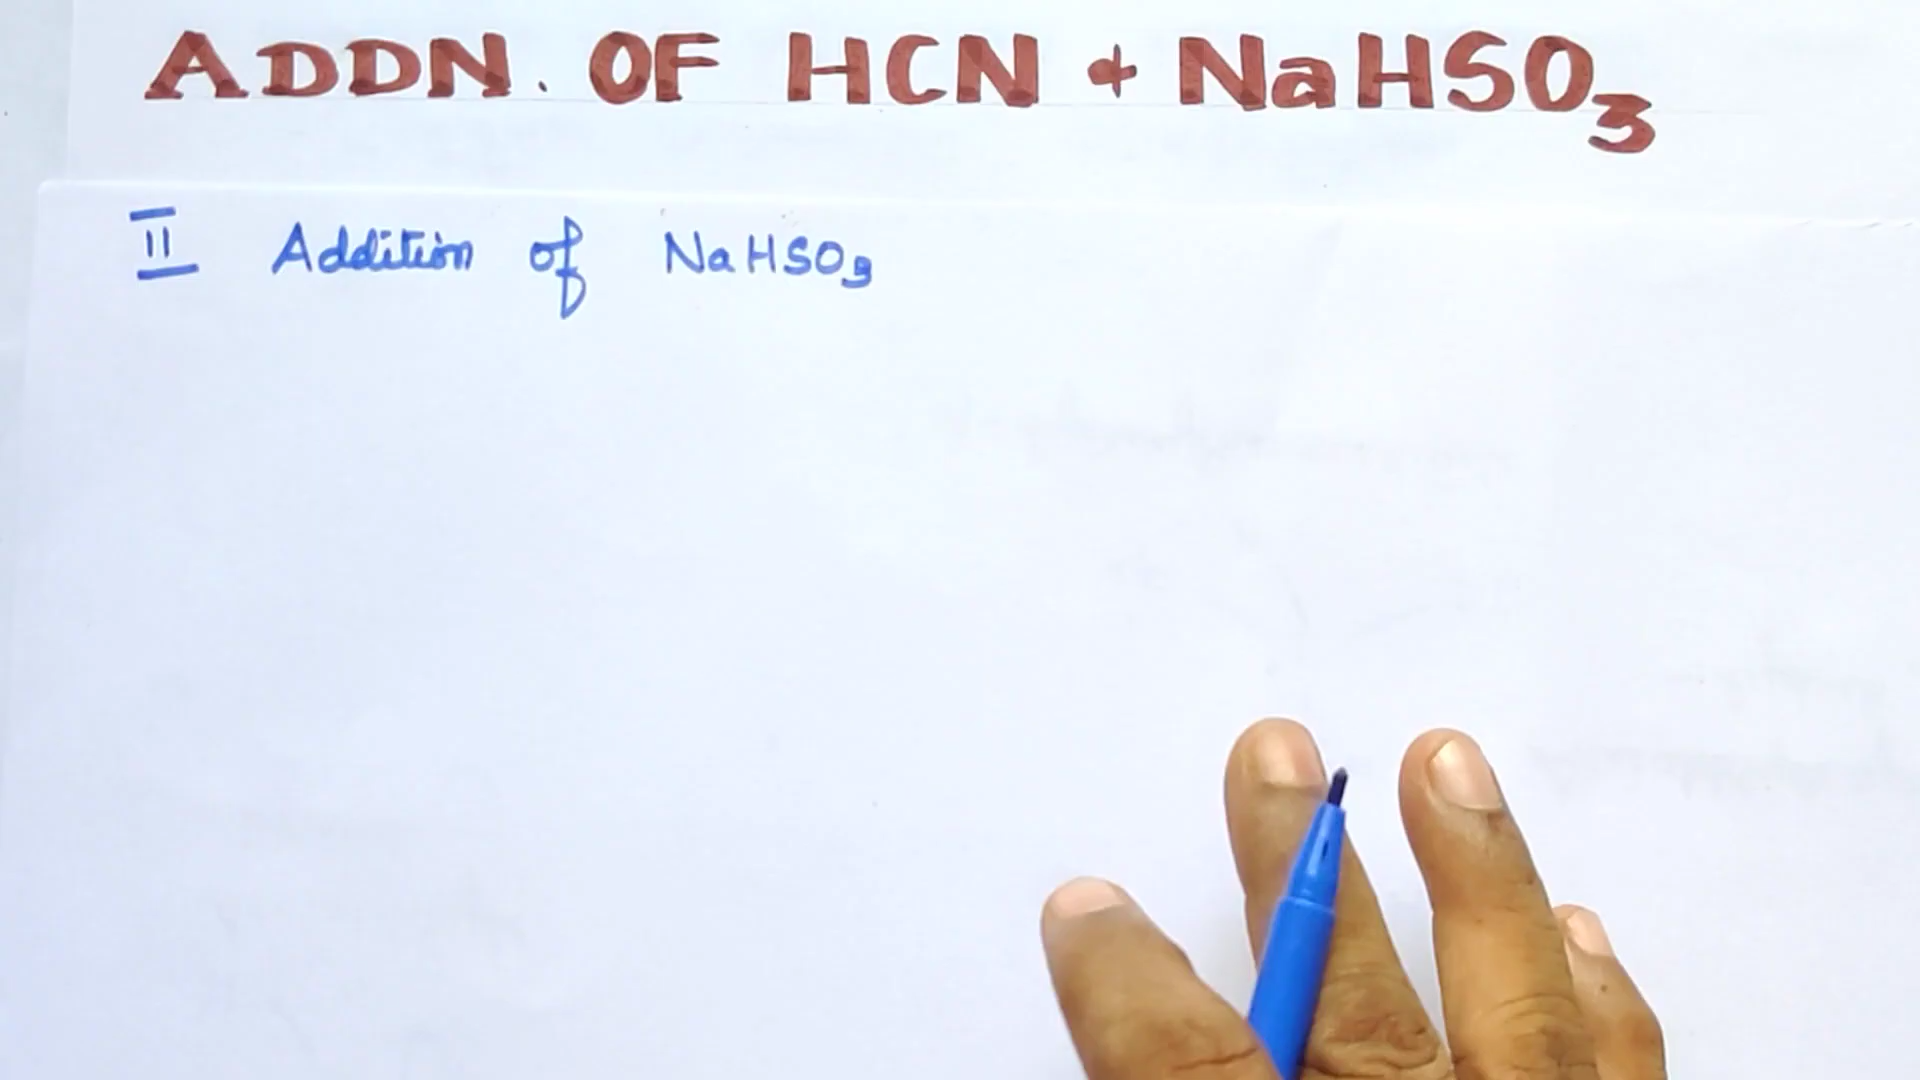 ADDN. OF HCN + NaHSO₃
II Addition of NaHSO₃